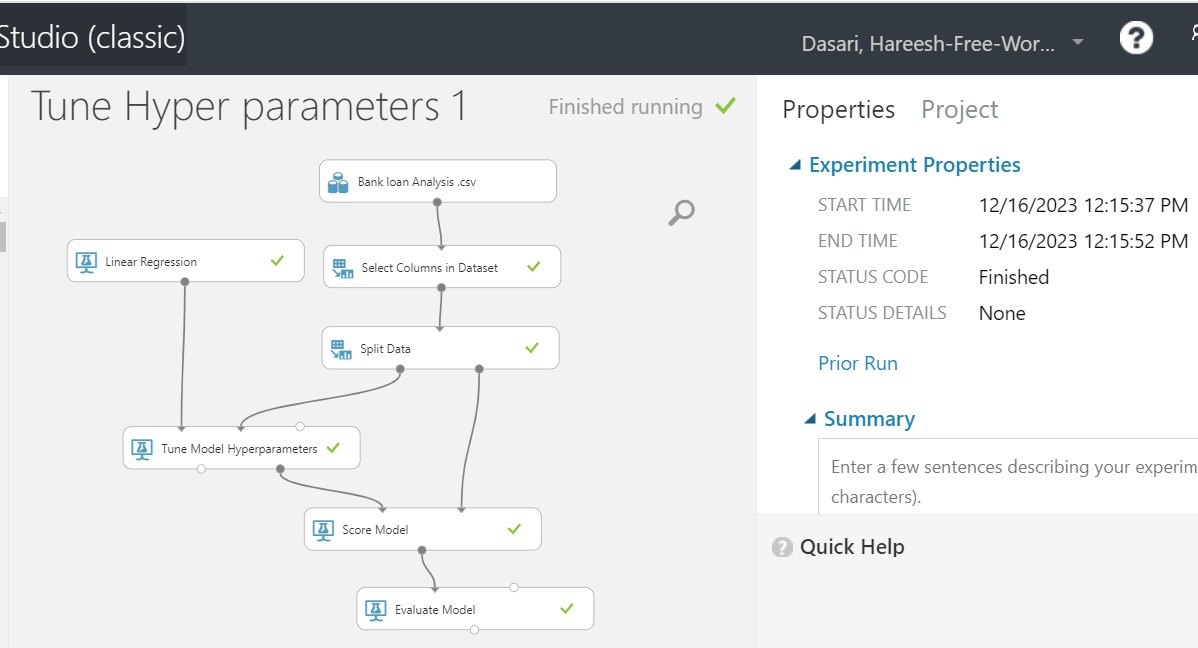 Studio (classic)
Dasari, Hareesh-Free-Wor...
?
Tune Hyper parameters 1
Finished running
Bank loan Analysis .csv
Linear Regression
Select Columns in Dataset
Split Data
Tune Model Hyperparameters
Score Model
Evaluate Model
Properties Project
Experiment Properties
START TIME 12/16/2023 12:15:37 PM
END TIME 12/16/2023 12:15:52 PM
STATUS CODE Finished
STATUS DETAILS None
Prior Run
Summary
Enter a few sentences describing your experim
characters).
? Quick Help